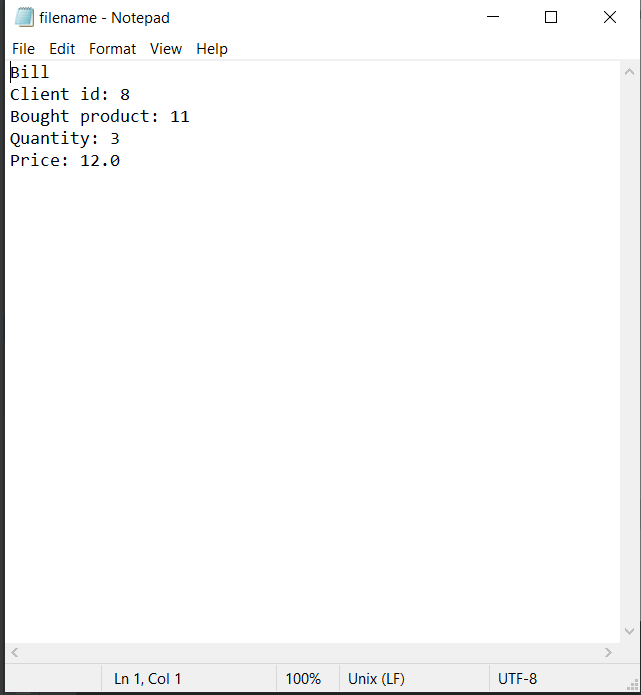 filename - Notepad
File Edit Format View Help
Bill
Client id: 8
Bought product: 11
Quantity: 3
Price: 12.0
Ln 1, Col 1 100% Unix (LF) UTF-8